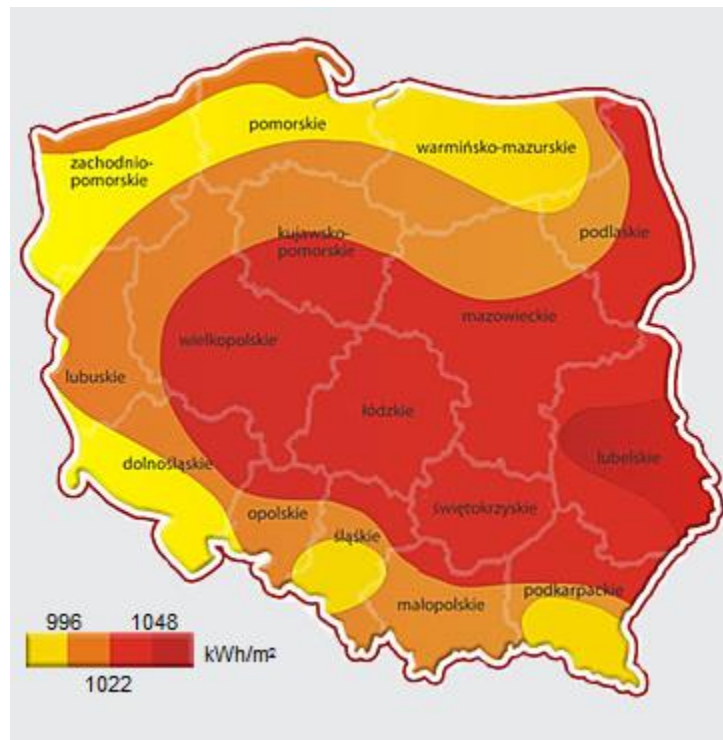 pomorskie
warmińsko-mazurskie
zachodnio-
pomorskie
kujawsko-
pomorskie
podlaskie
mazowieckie
wielkopolskie
lubuskie
łódzkie
dolnośląskie
lubelskie
opolskie
świętokrzyskie
śląśkie
małopolskie
podkarpackie
996 1048
kWh/m²
1022